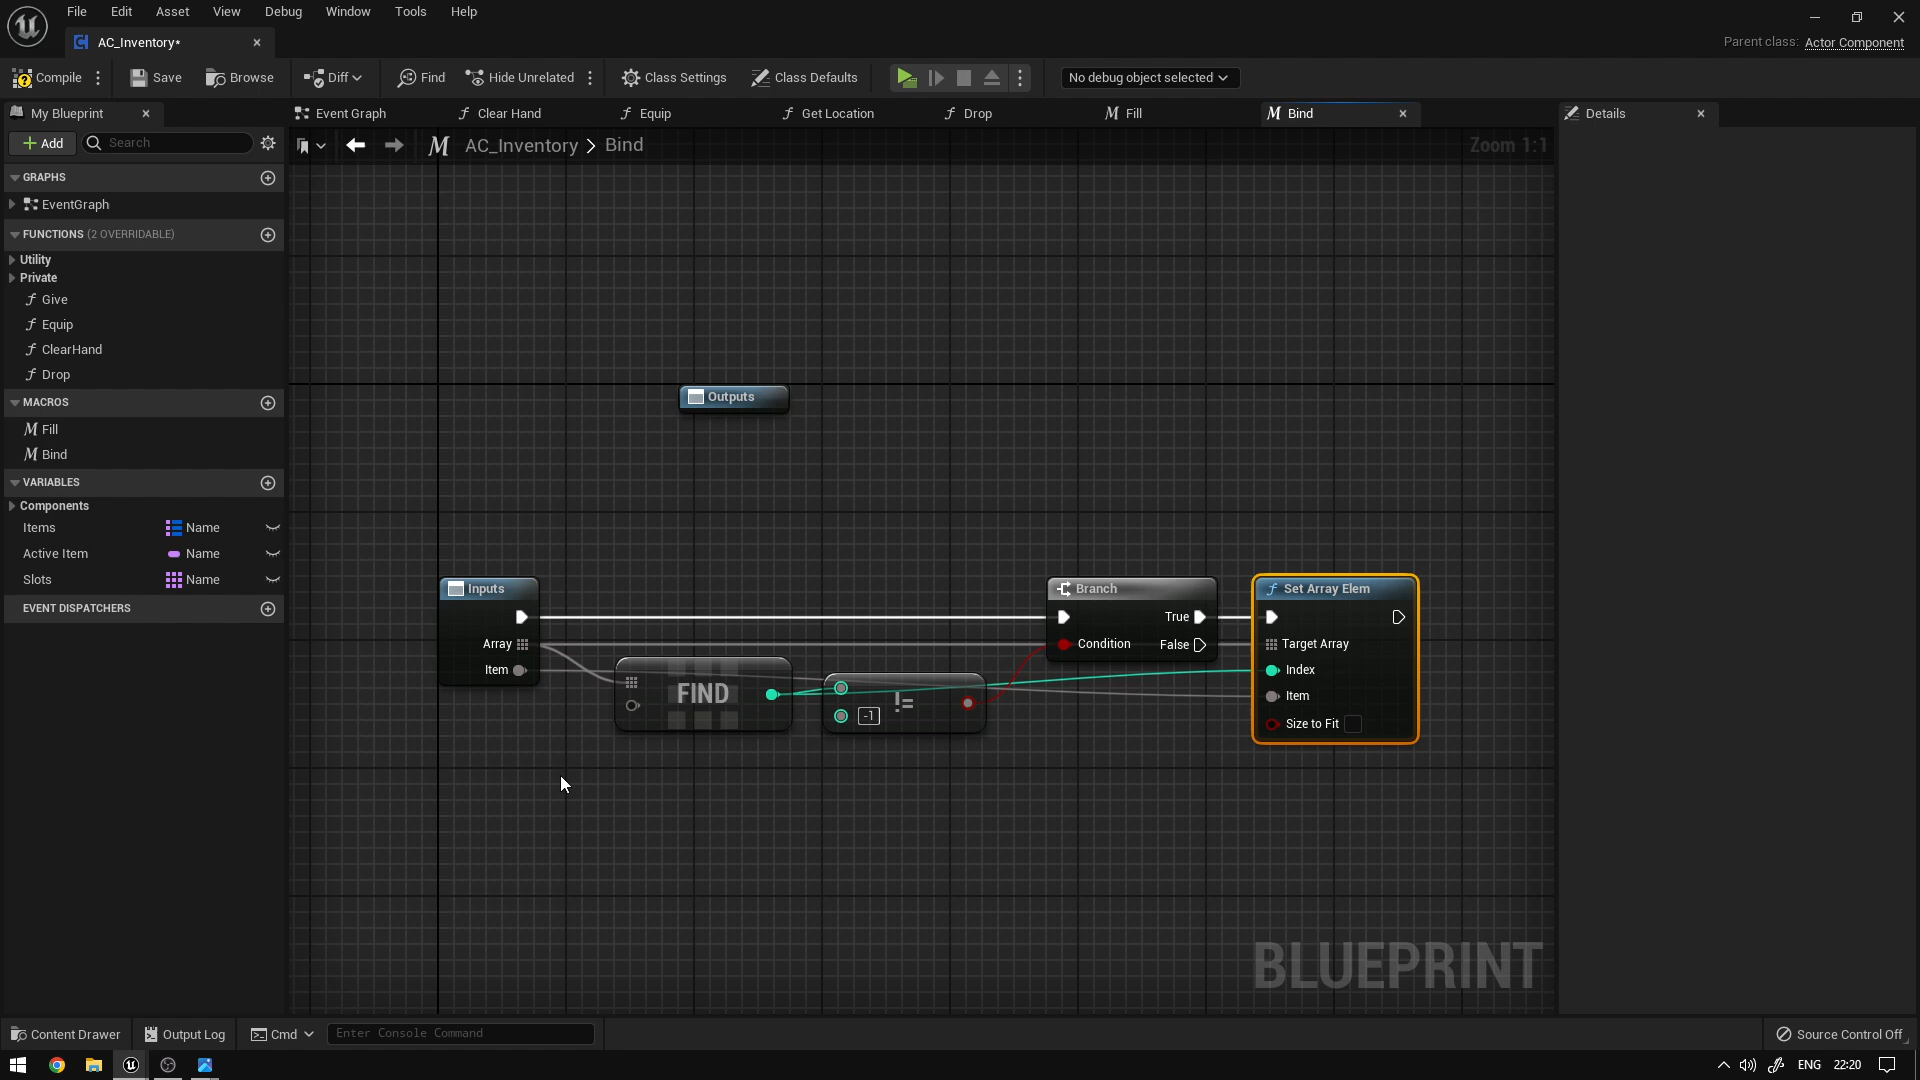 File Edit Asset View Debug Window Tools Help
AC_Inventory*
Parent class: Actor Component
Compile Save Browse Diff Find Hide Unrelated Class Settings Class Defaults No debug object selected
My Blueprint
Event Graph Clear Hand Equip Get Location Drop Fill Bind Details
Add Search
AC_Inventory > Bind Zoom 1:1
GRAPHS
EventGraph
FUNCTIONS (2 OVERRIDABLE)
Utility
Private
Give
Equip
ClearHand
Drop
MACROS
Fill
Bind
VARIABLES
Components
Items Name
Active Item Name
Slots Name
EVENT DISPATCHERS
Outputs
Inputs
Array
Item
FIND
!=
-1
Branch
True
Condition False
Set Array Elem
Target Array
Index
Item
Size to Fit
BLUEPRINT
Content Drawer Output Log Cmd Enter Console Command Source Control Off
ENG 22:20